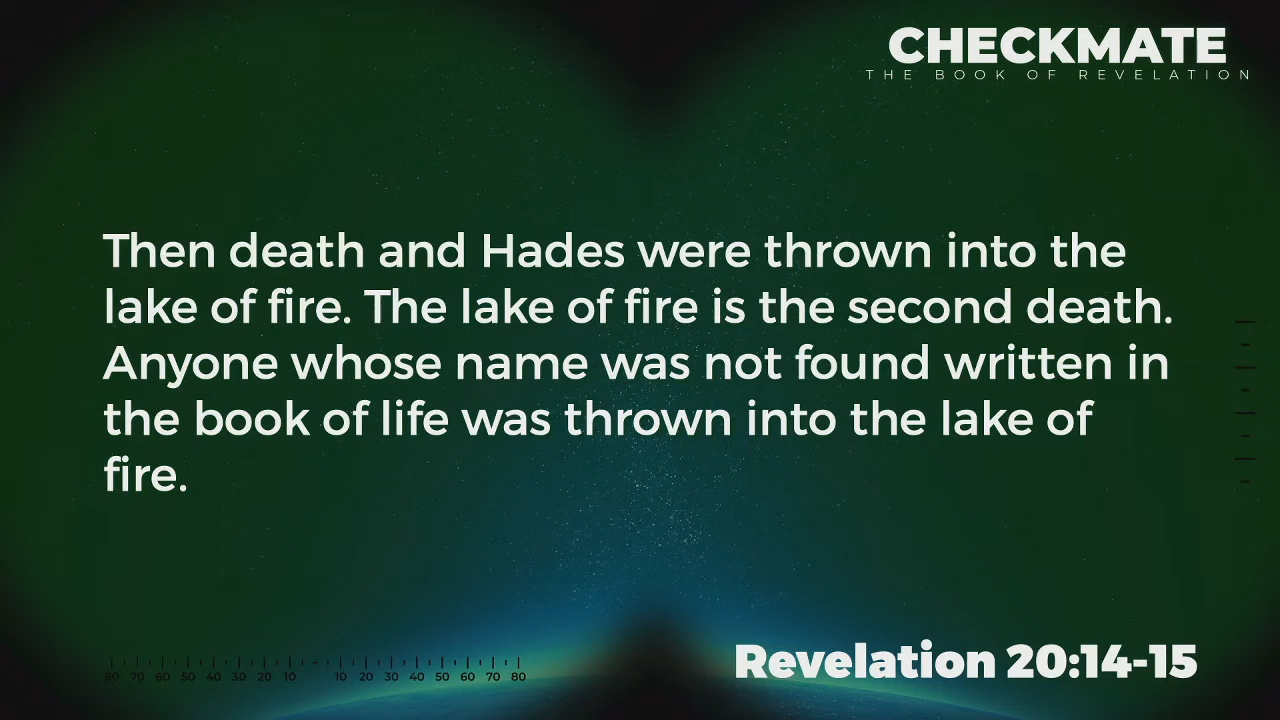 CHECKMATE
THE BOOK OF REVELATION
Then death and Hades were thrown into the
lake of fire. The lake of fire is the second death.
Anyone whose name was not found written in
the book of life was thrown into the lake of
fire.
Revelation 20:14-15
80 70 60 50 40 30 20 10 10 20 30 40 50 60 70 80